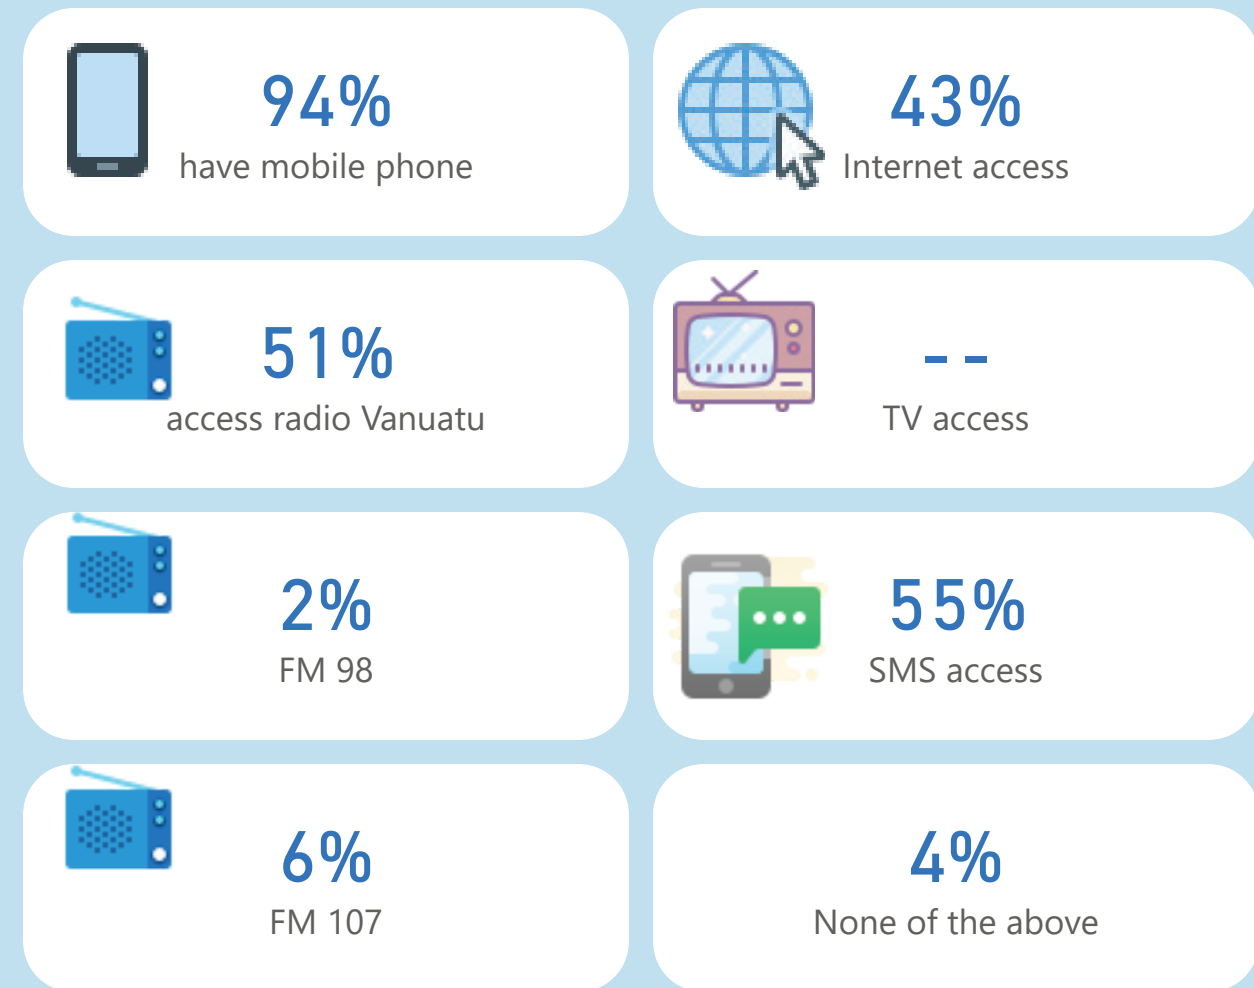 94%
have mobile phone
43%
Internet access
51%
access radio Vanuatu
--
TV access
2%
FM 98
55%
SMS access
6%
FM 107
4%
None of the above